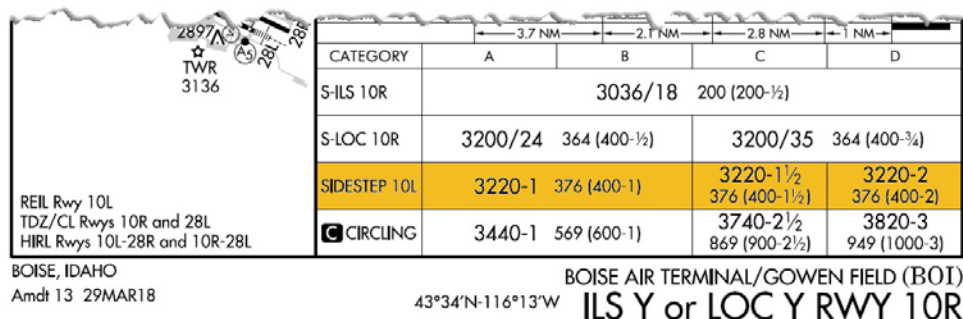 2897
A5
28L
28R
28L
TWR
3136
REIL Rwy 10L
TDZ/CL Rwys 10R and 28L
HIRL Rwys 10L-28R and 10R-28L
3.7 NM 2.1 NM 2.8 NM 1 NM
CATEGORY A B C D
S-ILS 10R 3036/18 200 (200-½)
S-LOC 10R 3200/24 364 (400-½) 3200/35 364 (400-¾)
SIDESTEP 10L 3220-1 376 (400-1) 3220-1½ 3220-2
376 (400-1½) 376 (400-2)
C CIRCLING 3440-1 569 (600-1) 3740-2½ 3820-3
869 (900-2½) 949 (1000-3)
BOISE, IDAHO
Amdt 13 29MAR18
43°34'N-116°13'W
BOISE AIR TERMINAL/GOWEN FIELD (BOI)
ILS Y or LOC Y RWY 10R